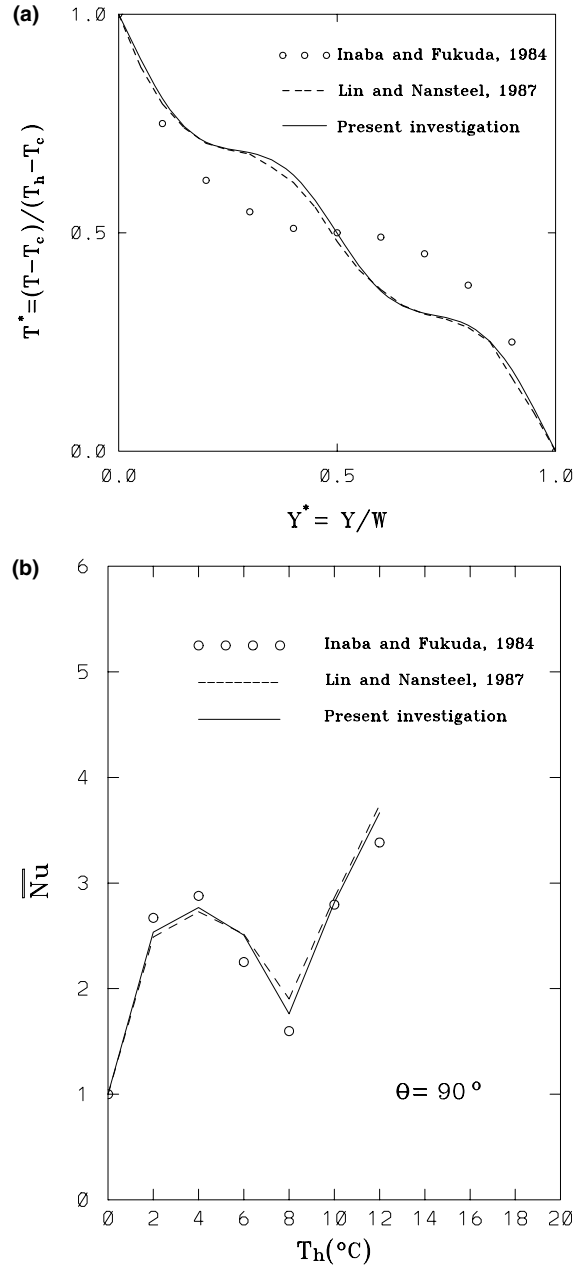 (a)
1.0
0.5
0.0
T*=(T−Tc)/(Th−Tc)
Inaba and Fukuda, 1984
Lin and Nansteel, 1987
Present investigation
0.0 0.5 1.0
Y*= Y/W
(b)
6
5
4
3
2
1
0
N̅u̅
Inaba and Fukuda, 1984
Lin and Nansteel, 1987
Present investigation
Θ= 90°
0 2 4 6 8 10 12 14 16 18 20
Th(°C)